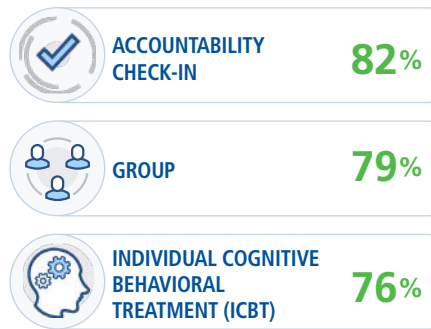 ACCOUNTABILITY
CHECK-IN
82%
GROUP
79%
INDIVIDUAL COGNITIVE
BEHAVIORAL
TREATMENT (ICBT)
76%